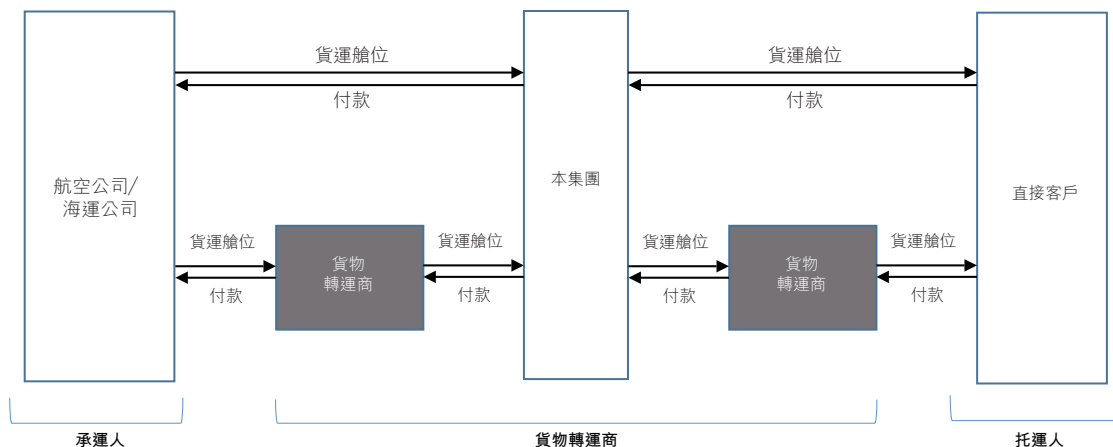 貨運艙位
貨運艙位
付款
付款
航空公司/
海運公司
本集團
直接客戶
貨運艙位
貨運艙位
貨運艙位
貨運艙位
貨物
轉運商
貨物
轉運商
付款
付款
付款
付款
承運人
貨物轉運商
托運人